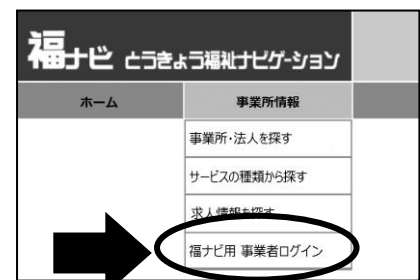 福ナビ とうきょう福祉ナビゲーション
ホーム 事業所情報
事業所・法人を探す
サービスの種類から探す
求人情報を探す
福ナビ用 事業者ログイン